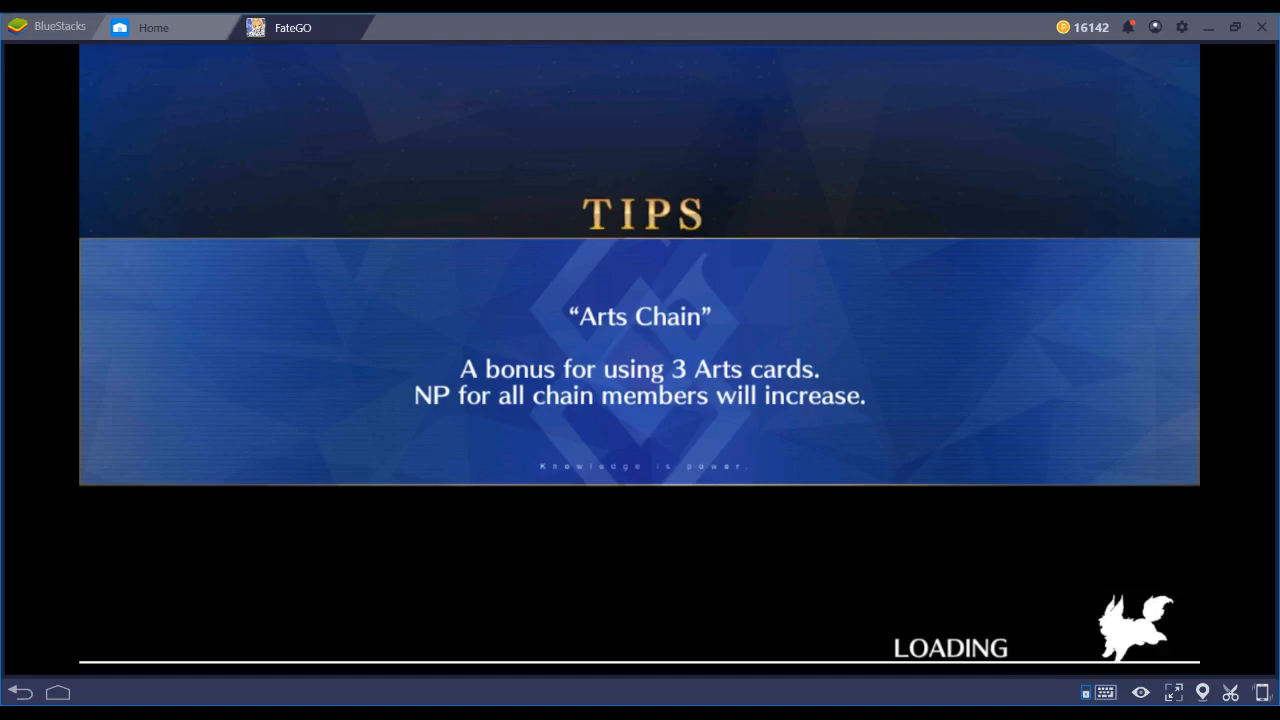 BlueStacks
Home
FateGO
16142
TIPS
“Arts Chain”
A bonus for using 3 Arts cards.
NP for all chain members will increase.
Knowledge is power.
LOADING